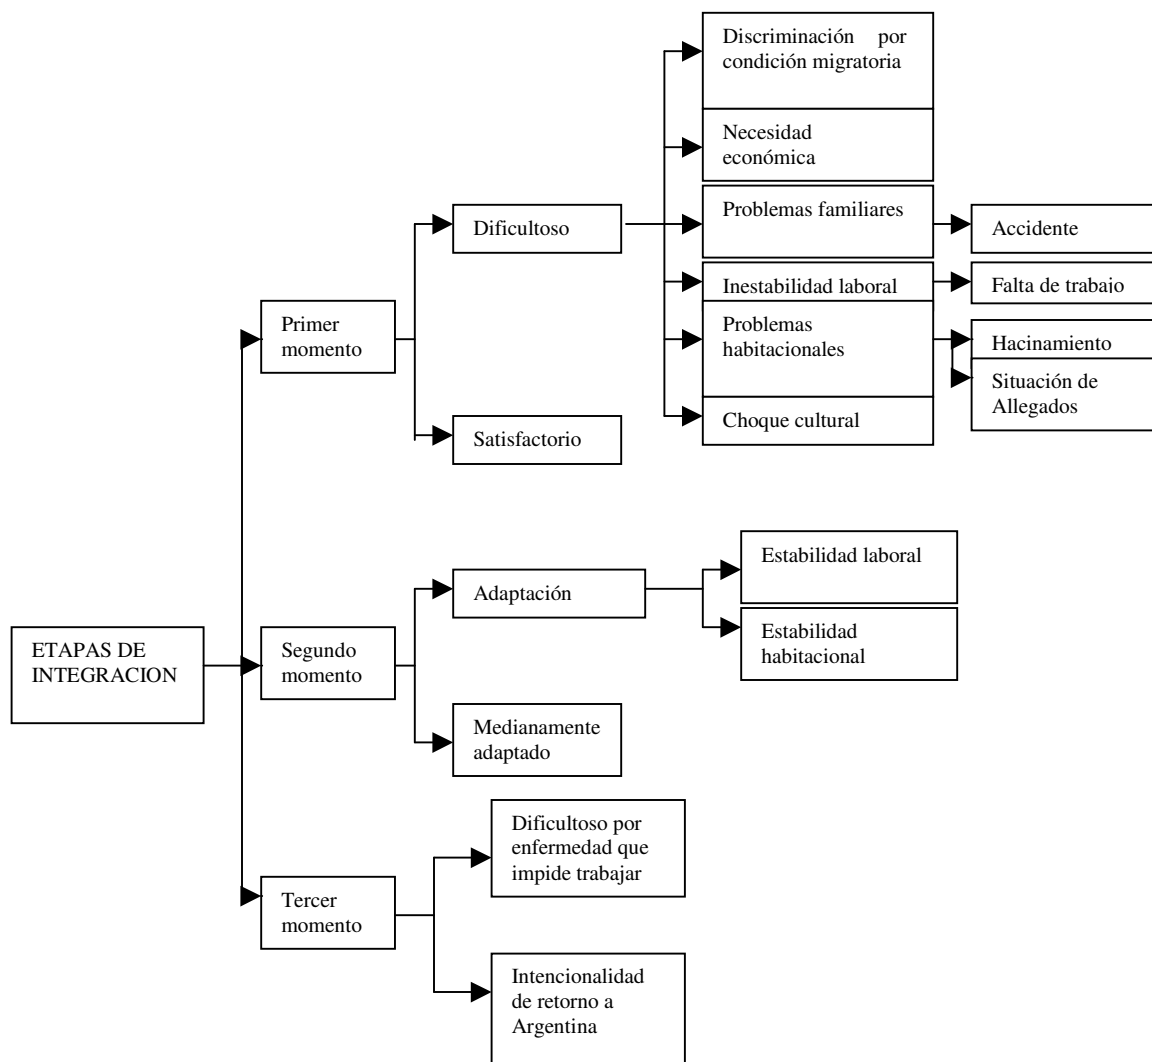 Discriminación por
condición migratoria
Necesidad
económica
Dificultoso
Problemas familiares
Accidente
Inestabilidad laboral
Falta de trabajo
Primer
momento
Problemas
habitacionales
Hacinamiento
Situación de
Allegados
Satisfactorio
Choque cultural
Estabilidad laboral
Adaptación
Estabilidad
habitacional
ETAPAS DE
INTEGRACION
Segundo
momento
Medianamente
adaptado
Dificultoso por
enfermedad que
impide trabajar
Tercer
momento
Intencionalidad
de retorno a
Argentina